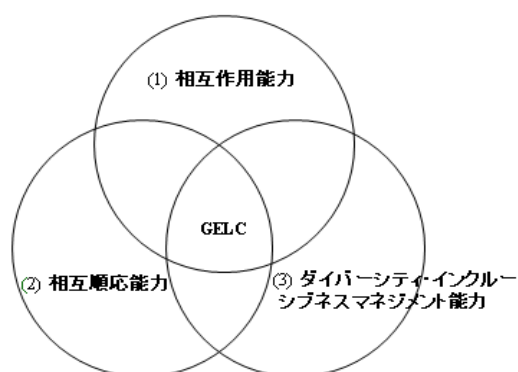 (1) 相互作用能力
GELC
(2) 相互順応能力
(3) ダイバーシティ・インクルー
シブネスマネジメント能力